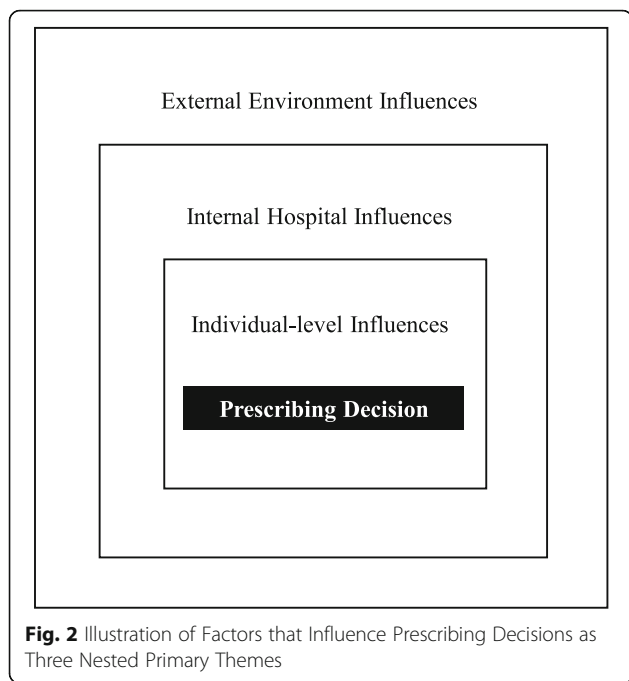 External Environment Influences
Internal Hospital Influences
Individual-level Influences
Prescribing Decision
Fig. 2 Illustration of Factors that Influence Prescribing Decisions as
Three Nested Primary Themes